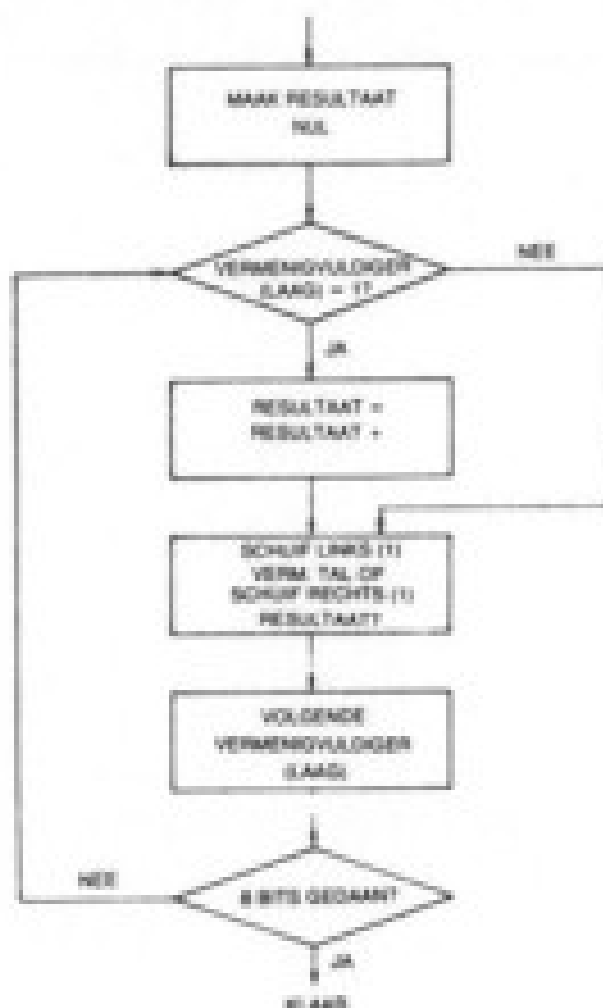 MAAK RESULTAAT
NUL
VERMENIGVULDIGER
(LAAG) = 1?
NEE
JA
RESULTAAT =
RESULTAAT +
SCHUIF LINKS (1)
VERM. TAL OF
SCHUIF RECHTS (1)
RESULTAAT?
VOLGENDE
VERMENIGVULDIGER
(LAAG)
NEE
8 BITS GEDAAN?
JA
KLAAR